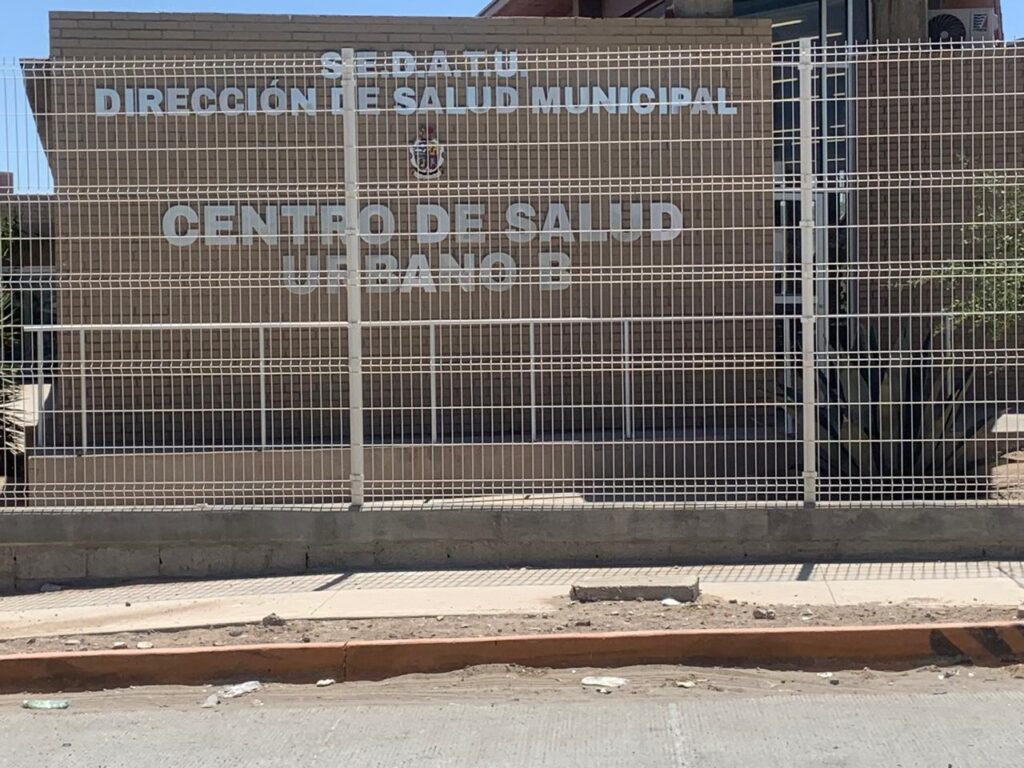 S.E.D.A.T.U.
DIRECCIÓN DE SALUD MUNICIPAL
CENTRO DE SALUD
URBANO B